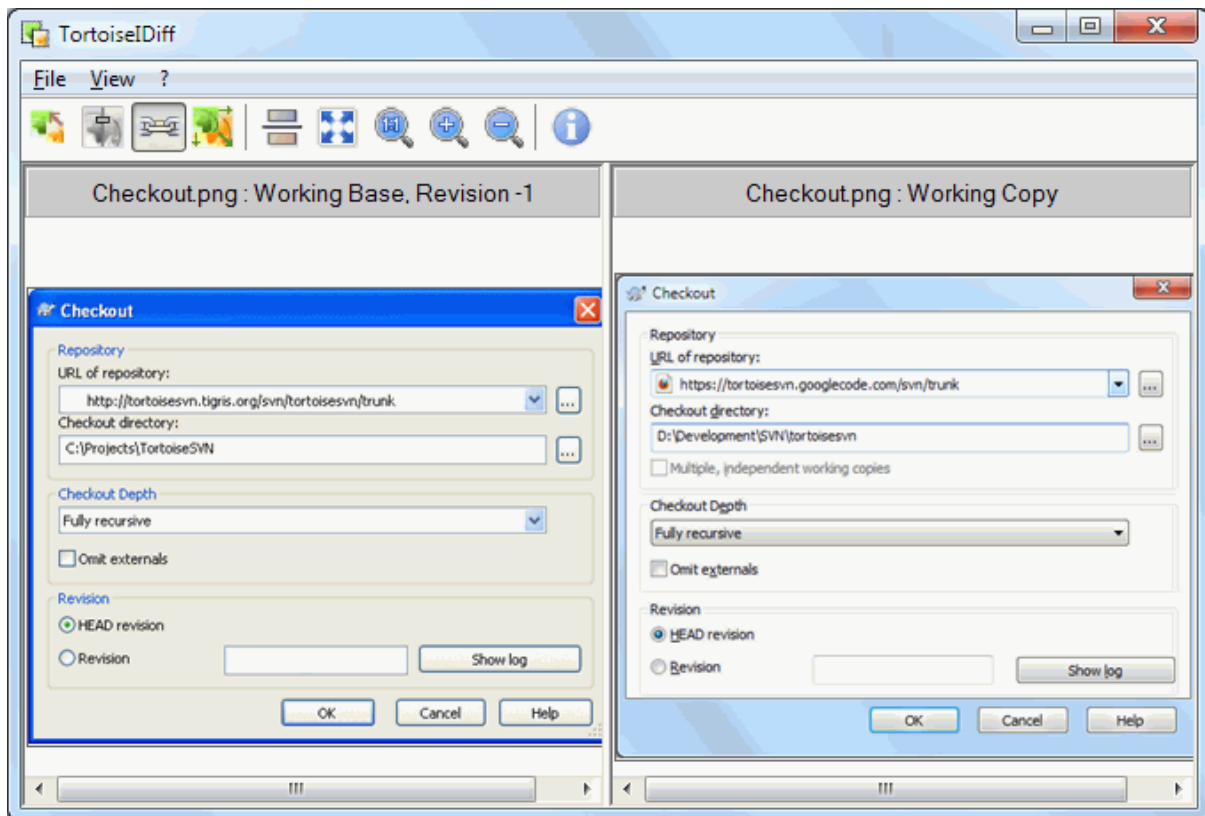 TortoiseIDiff
File View ?
1:1
Checkout.png : Working Base, Revision -1
Checkout
Repository
URL of repository:
http://tortoisesvn.tigris.org/svn/tortoisesvn/trunk
...
Checkout directory:
C:\Projects\TortoiseSVN
...
Checkout Depth
Fully recursive
Omit externals
Revision
HEAD revision
Revision
Show log
OK Cancel Help
Checkout.png : Working Copy
Checkout
Repository
URL of repository:
https://tortoisesvn.googlecode.com/svn/trunk
...
Checkout directory:
D:\Development\SVN\tortoisesvn
...
Multiple, independent working copies
Checkout Depth
Fully recursive
Omit externals
Revision
HEAD revision
Revision
Show log
OK Cancel Help